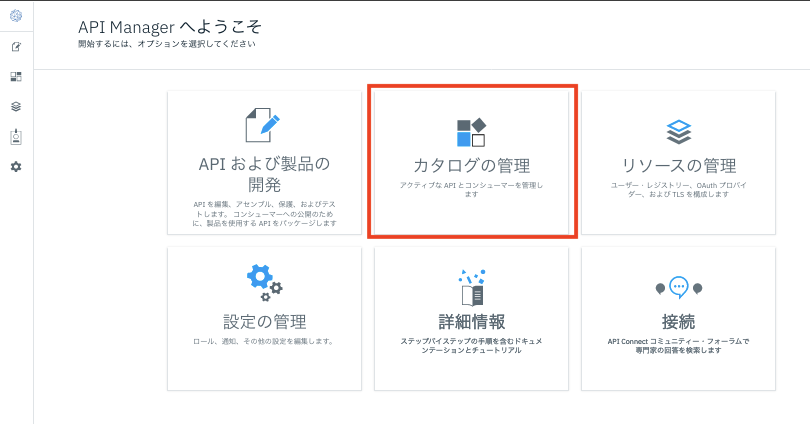 API Manager へようこそ
開始するには、オプションを選択してください
API および製品の
開発
API を編集、アセンブル、保護、およびテス
トします。 コンシューマーへの公開のため
に、製品を使用する API をパッケージします
カタログの管理
アクティブな API とコンシューマーを管理し
ます
リソースの管理
ユーザー・レジストリー、OAuth プロバイ
ダー、および TLS を構成します
設定の管理
ロール、通知、その他の設定を編集します。
詳細情報
ステップバイステップの手順を含むドキュメ
ンテーションとチュートリアル
接続
API Connect コミュニティー・フォーラムで
専門家の回答を検索します